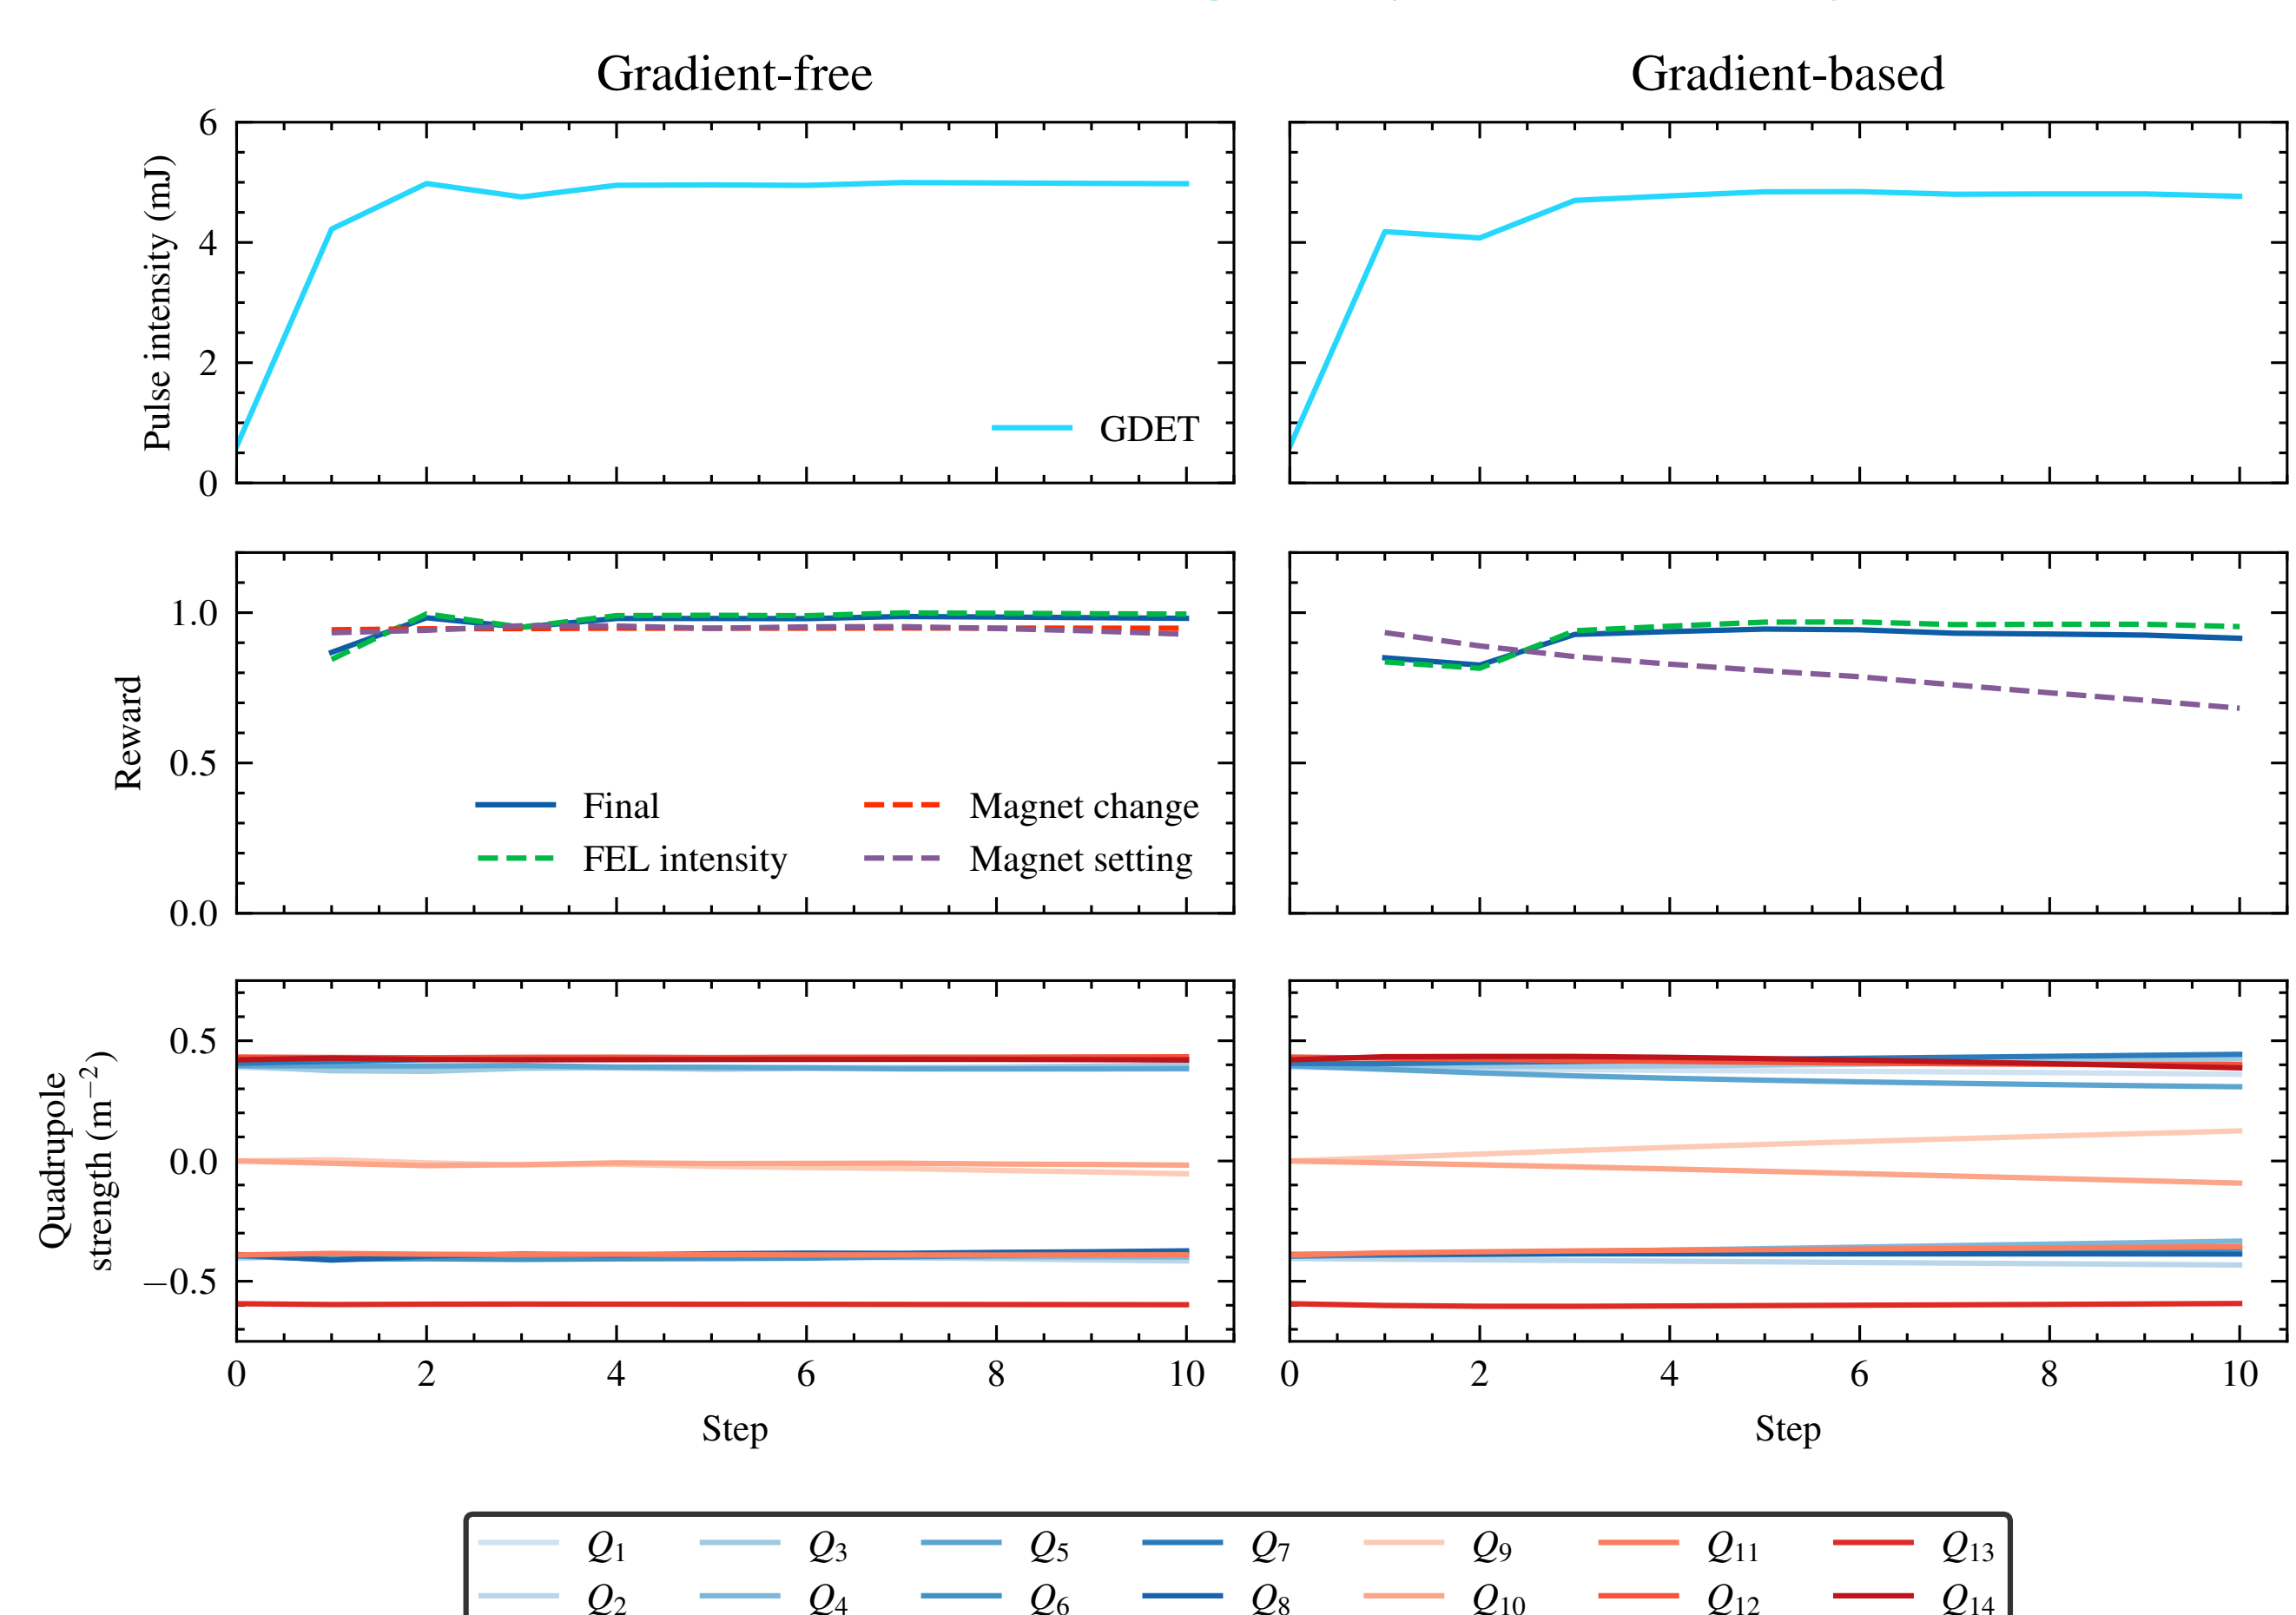 Gradient-free
Gradient-based
Pulse intensity (mJ)
6
4
2
0
GDET
Reward
1.0
0.5
0.0
Final
Magnet change
FEL intensity
Magnet setting
Quadrupole
strength (m⁻²)
0.5
0.0
−0.5
0 2 4 6 8 10
0 2 4 6 8 10
Step
Step
Q₁ Q₃ Q₅ Q₇ Q₉ Q₁₁ Q₁₃
Q₂ Q₄ Q₆ Q₈ Q₁₀ Q₁₂ Q₁₄